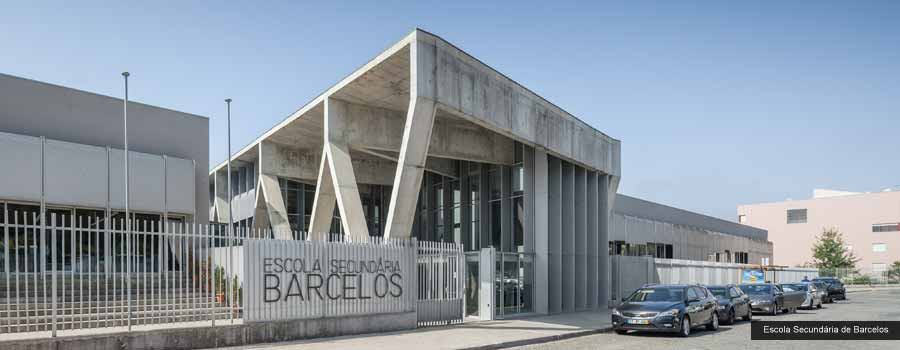 ESCOLA SECUNDÁRIA
BARCELOS
Escola Secundária de Barcelos